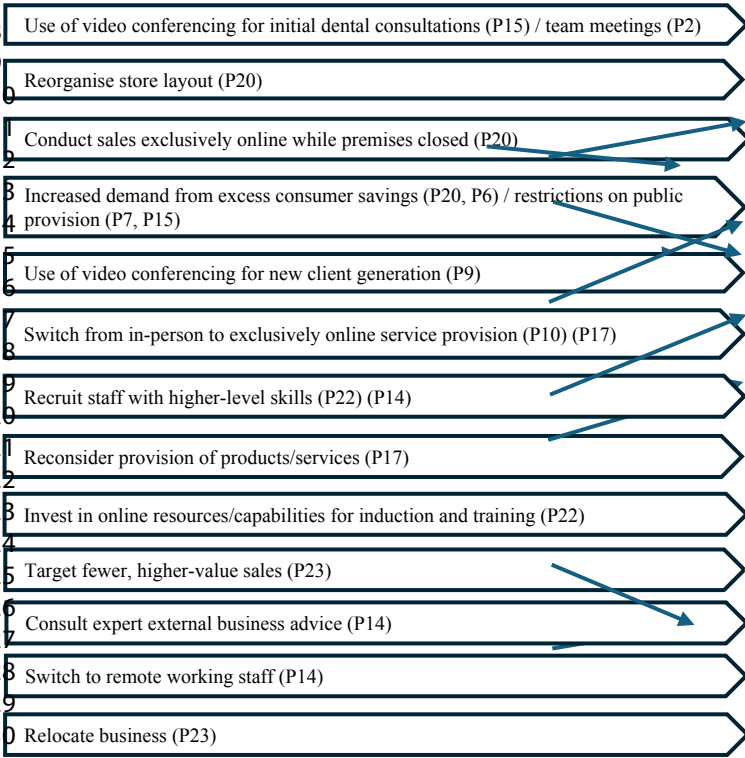 Use of video conferencing for initial dental consultations (P15) / team meetings (P2)
Reorganise store layout (P20)
Conduct sales exclusively online while premises closed (P20)
Increased demand from excess consumer savings (P20, P6) / restrictions on public
provision (P7, P15)
Use of video conferencing for new client generation (P9)
Switch from in-person to exclusively online service provision (P10) (P17)
Recruit staff with higher-level skills (P22) (P14)
Reconsider provision of products/services (P17)
Invest in online resources/capabilities for induction and training (P22)
Target fewer, higher-value sales (P23)
Consult expert external business advice (P14)
Switch to remote working staff (P14)
Relocate business (P23)